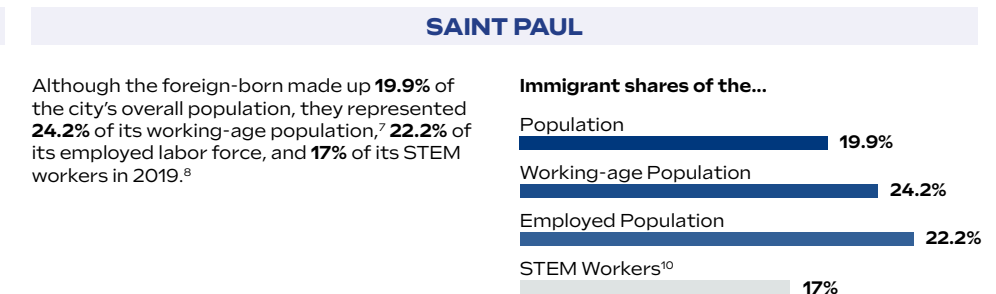 SAINT PAUL
Although the foreign-born made up 19.9% of
the city's overall population, they represented
24.2% of its working-age population,⁷ 22.2% of
its employed labor force, and 17% of its STEM
workers in 2019.⁸
Immigrant shares of the...
Population
19.9%
Working-age Population
24.2%
Employed Population
22.2%
STEM Workers¹⁰
17%